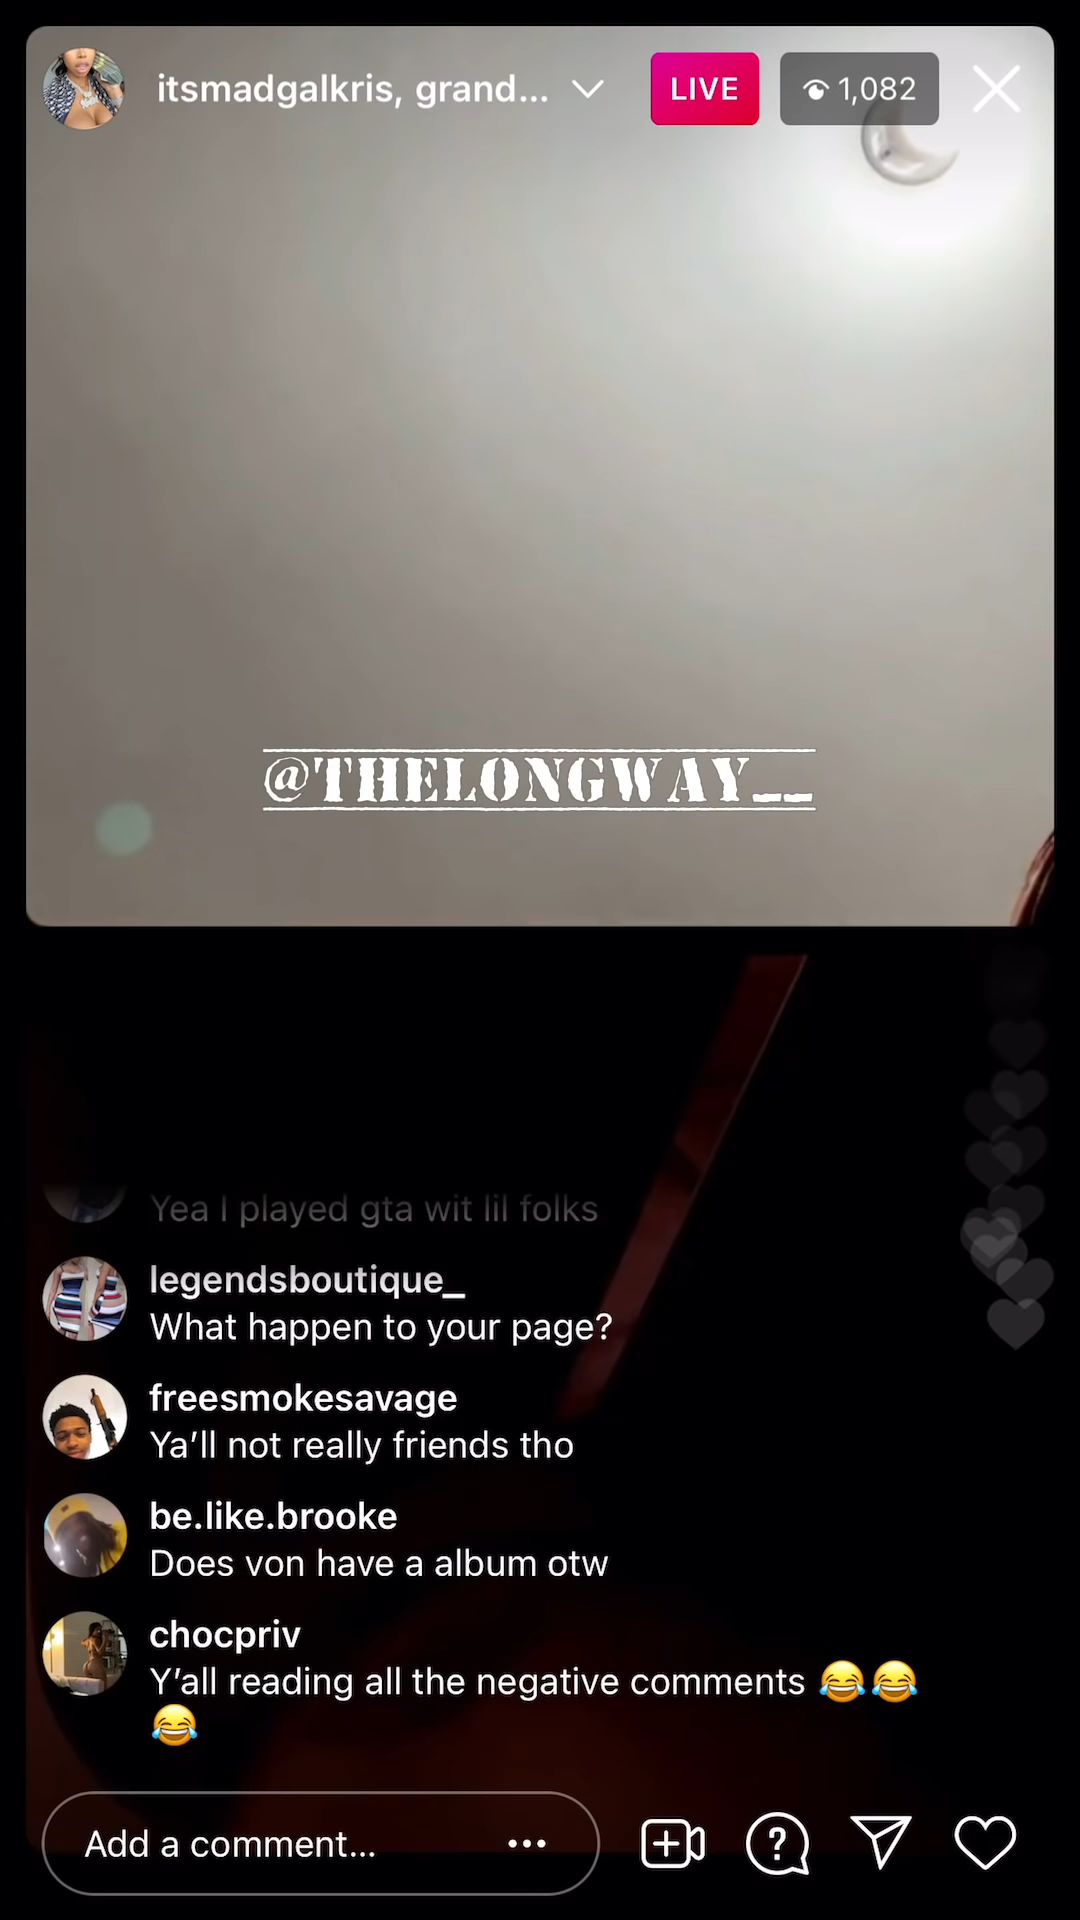 itsmadgalkris, grand...
LIVE
1,082
@THELONGWAY__
Yea I played gta wit lil folks
legendsboutique_
What happen to your page?
freesmokesavage
Ya’ll not really friends tho
be.like.brooke
Does von have a album otw
chocpriv
Y’all reading all the negative comments 😂😂
😂
Add a comment...